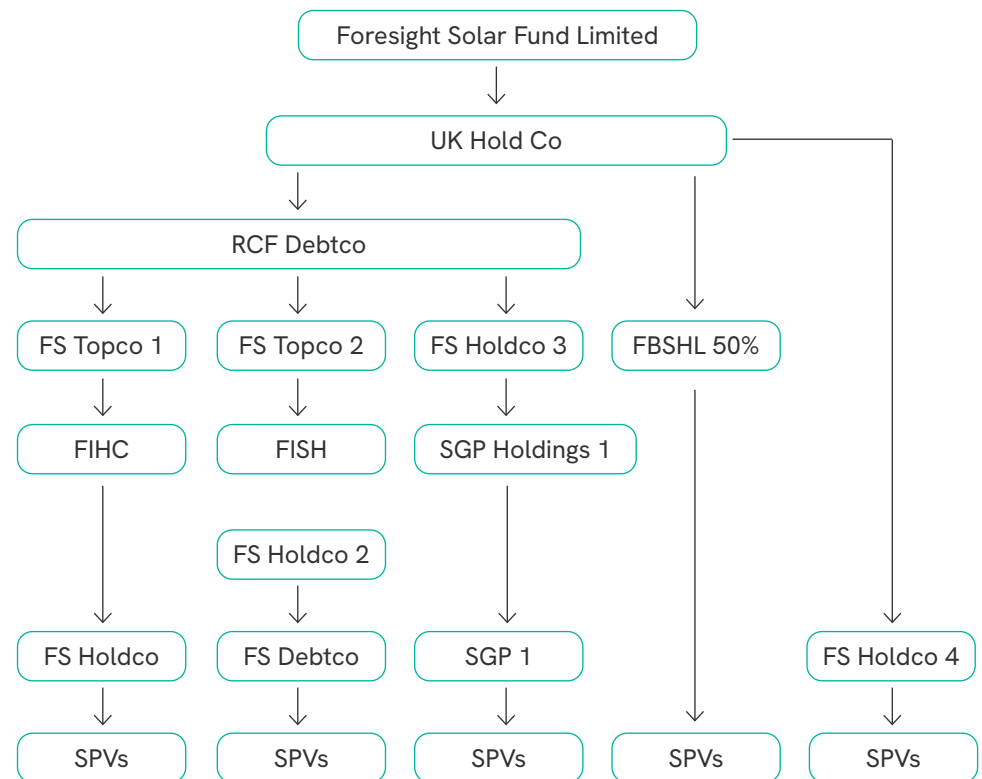 Foresight Solar Fund Limited
UK Hold Co
RCF Debtco
FS Topco 1
FS Topco 2
FS Holdco 3
FBSHL 50%
FIHC
FISH
SGP Holdings 1
FS Holdco 2
FS Holdco
FS Debtco
SGP 1
FS Holdco 4
SPVs
SPVs
SPVs
SPVs
SPVs